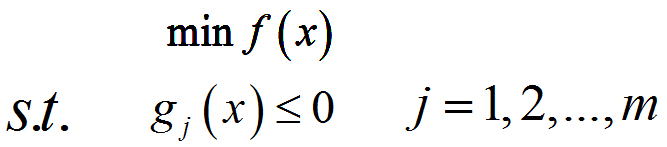 min f(x)
s.t. g_j(x) ≤ 0 j = 1, 2, ..., m